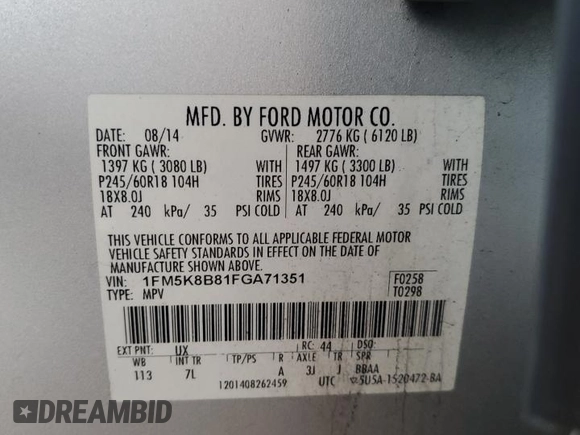 MFD. BY FORD MOTOR CO.
DATE: 08/14 GVWR: 2776 KG ( 6120 LB)
FRONT GAWR: REAR GAWR:
1397 KG ( 3080 LB) WITH 1497 KG ( 3300 LB) WITH
P245/60R18 104H TIRES P245/60R18 104H TIRES
18X8.0J RIMS 18X8.0J RIMS
AT 240 kPa/ 35 PSI COLD AT 240 kPa/ 35 PSI COLD
THIS VEHICLE CONFORMS TO ALL APPLICABLE FEDERAL MOTOR
VEHICLE SAFETY STANDARDS IN EFFECT ON THE DATE OF
MANUFACTURE SHOWN ABOVE.
VIN: 1FM5K8B81FGA71351 F0258
TYPE: MPV T0298
EXT PNT: UX RC: 44 DSO:
WB INT TR TP/PS R AXLE TR SPR
113 7L A 3J J BBAA
1201408262459 UTC 5U5A-1520472-BA
DREAMBID